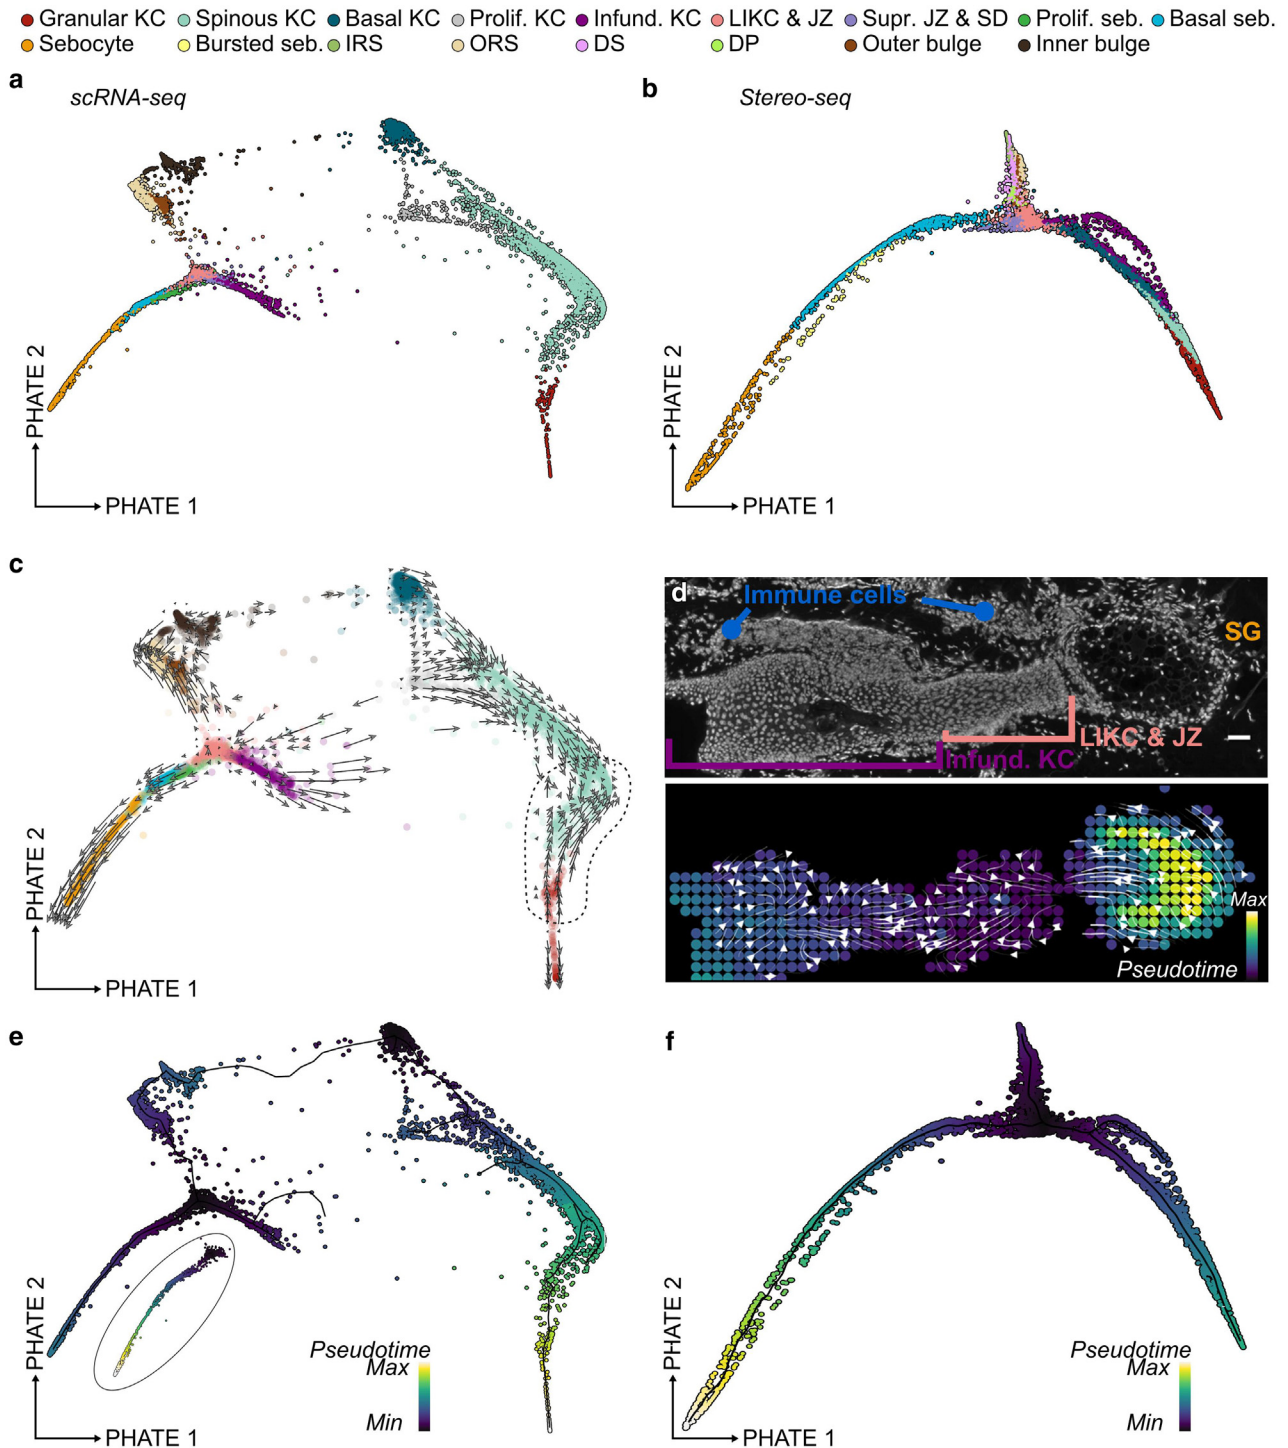 Granular KC Spinous KC Basal KC Prolif. KC Infund. KC LIKC & JZ Supr. JZ & SD Prolif seb. Basal seb.
Sebocyte Bursted seb. IRS ORS DS DP Outer bulge Inner bulge
a
scRNA-seq
PHATE 2
PHATE 1
b
Stereo-seq
PHATE 2
PHATE 1
c
PHATE 2
PHATE 1
d
Immune cells
SG
LIKC & JZ
Infund. KC
Max
Pseudotime
e
PHATE 2
PHATE 1
Pseudotime
Max
Min
f
PHATE 2
PHATE 1
Pseudotime
Max
Min